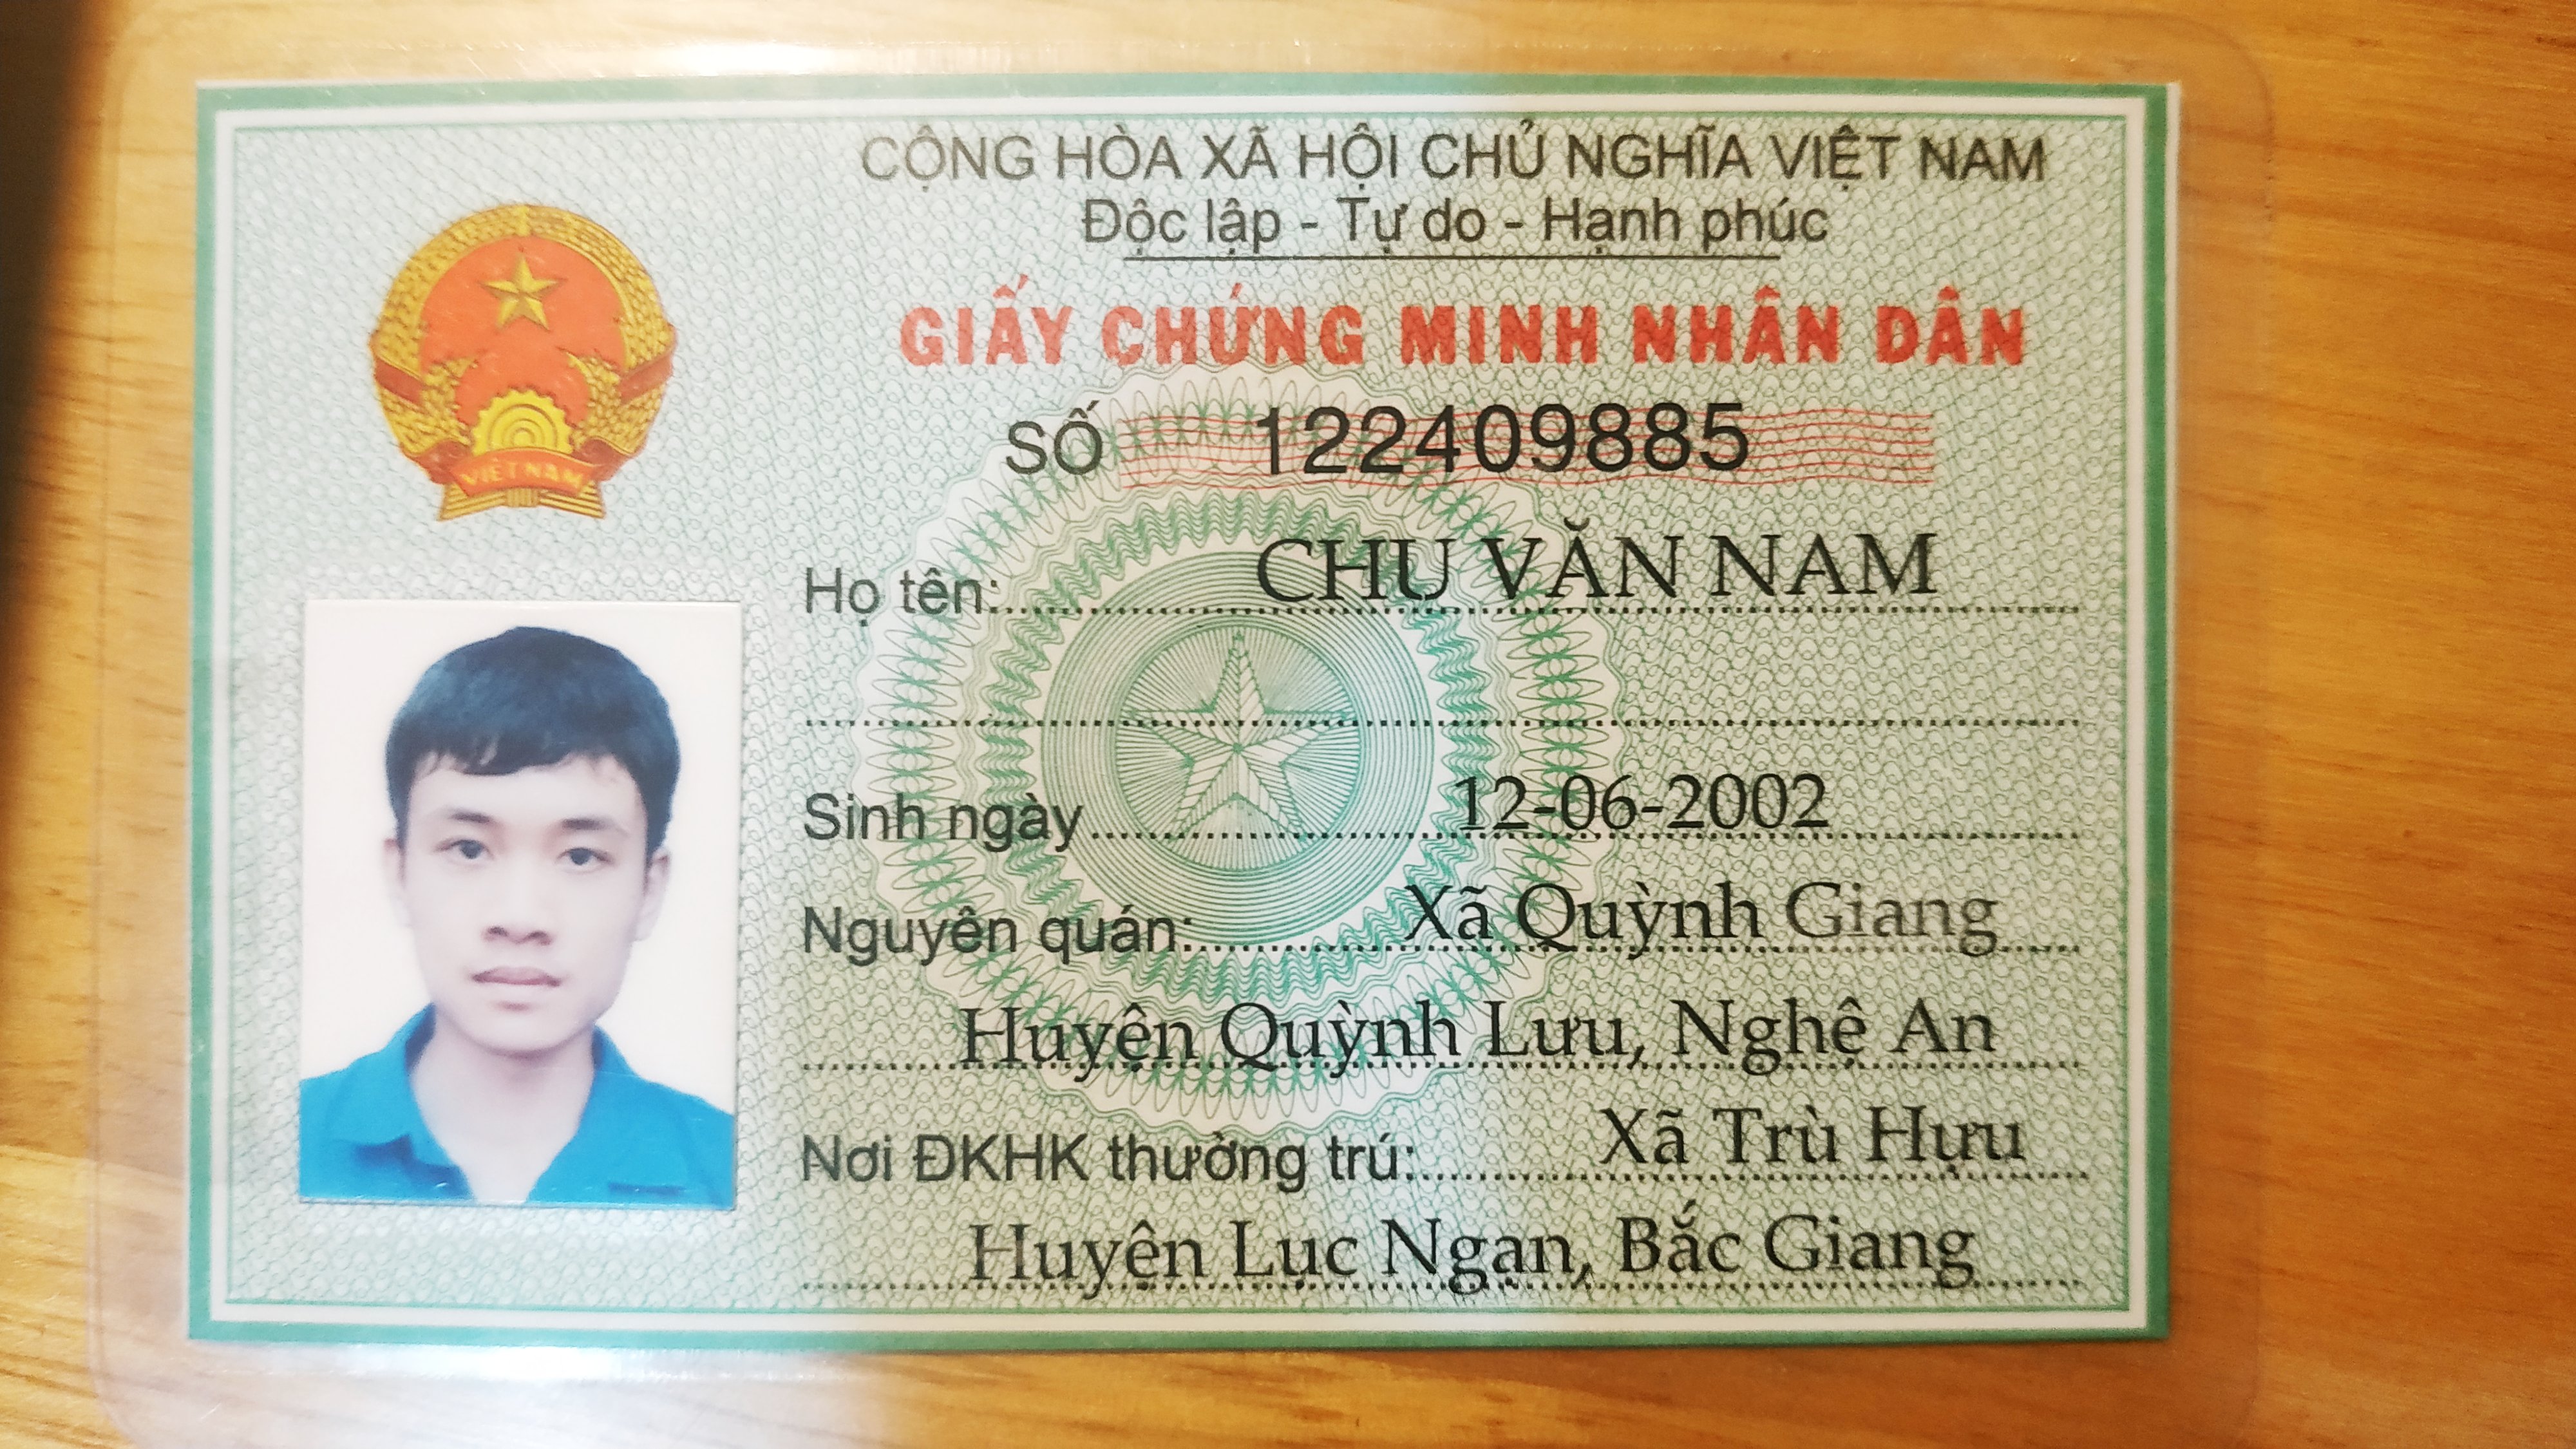 CỘNG HÒA XÃ HỘI CHỦ NGHĨA VIỆT NAM
Độc lập - Tự do - Hạnh phúc
GIẤY CHỨNG MINH NHÂN DÂN
SỐ 122409885
VIET NAM
Họ tên: CHU VĂN NAM
Sinh ngày 12-06-2002
Nguyên quán: Xã Quỳnh Giang
Huyện Quỳnh Lưu, Nghệ An
Nơi ĐKHK thường trú: Xã Trù Hựu
Huyện Lục Ngạn, Bắc Giang